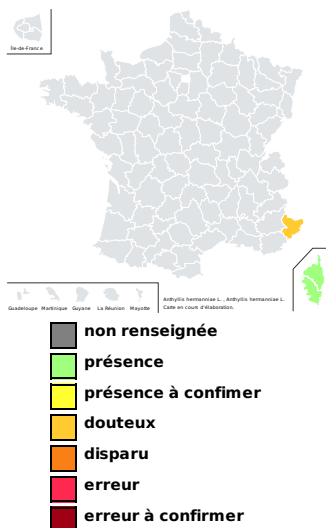 Île-de-France
Guadeloupe Martinique Guyane La Réunion Mayotte
Anthyllis hermanniae L. , Anthyllis hermanniae L.
Carte en cours d'élaboration.
non renseignée
présence
présence à confimer
douteux
disparu
erreur
erreur à confirmer